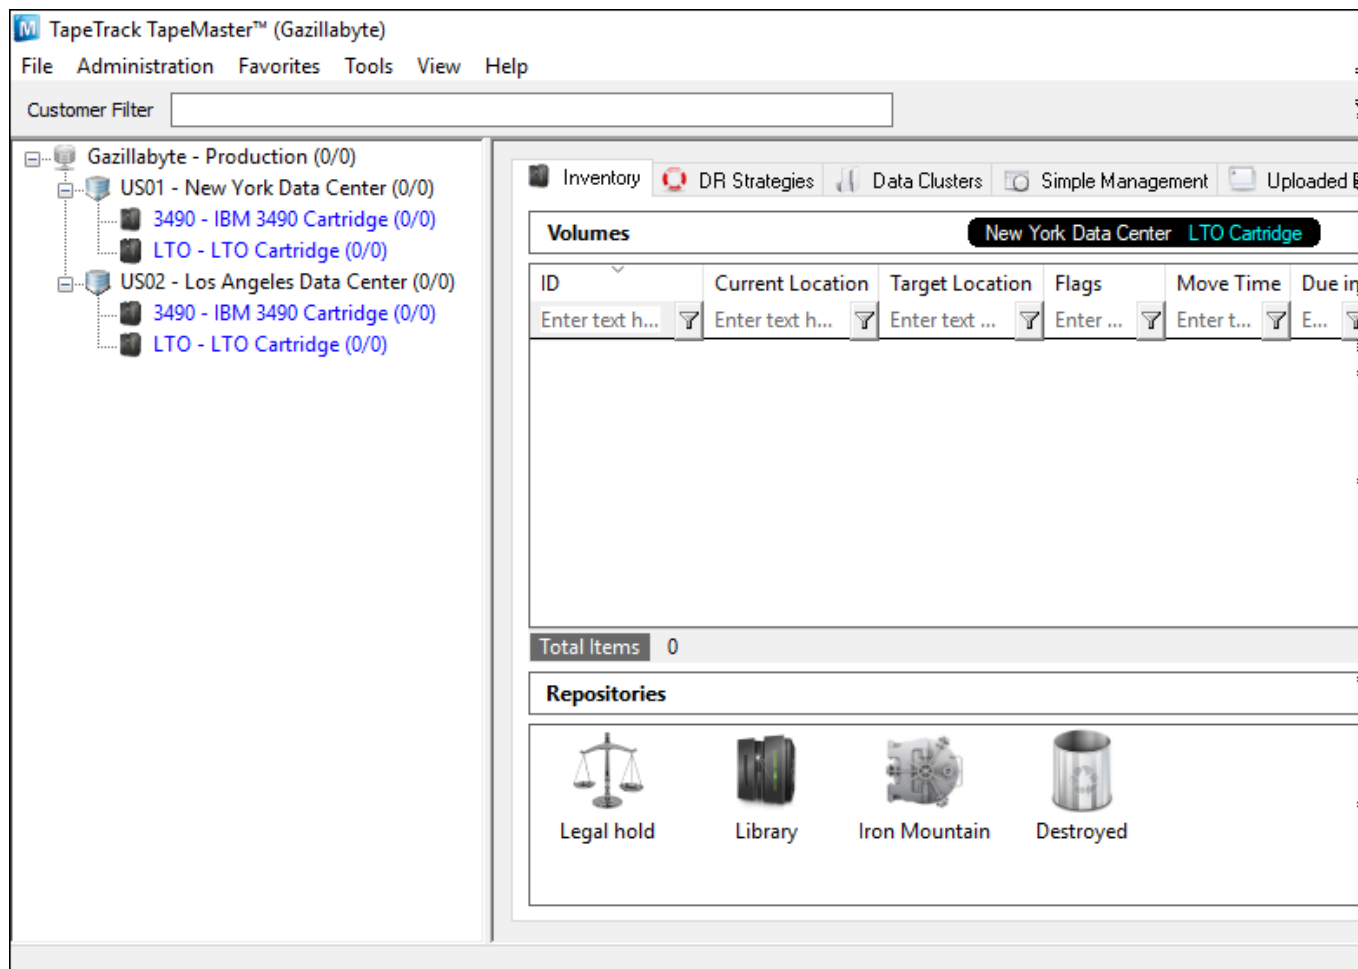 TapeTrack TapeMaster™ (Gazillabyte)
File Administration Favorites Tools View Help
Customer Filter
Gazillabyte - Production (0/0)
US01 - New York Data Center (0/0)
3490 - IBM 3490 Cartridge (0/0)
LTO - LTO Cartridge (0/0)
US02 - Los Angeles Data Center (0/0)
3490 - IBM 3490 Cartridge (0/0)
LTO - LTO Cartridge (0/0)
Inventory DR Strategies Data Clusters Simple Management Uploaded
Volumes New York Data Center LTO Cartridge
ID Current Location Target Location Flags Move Time Due in
Enter text h... Enter text h... Enter text ... Enter ... Enter t... E...
Total Items 0
Repositories
Legal hold Library Iron Mountain Destroyed